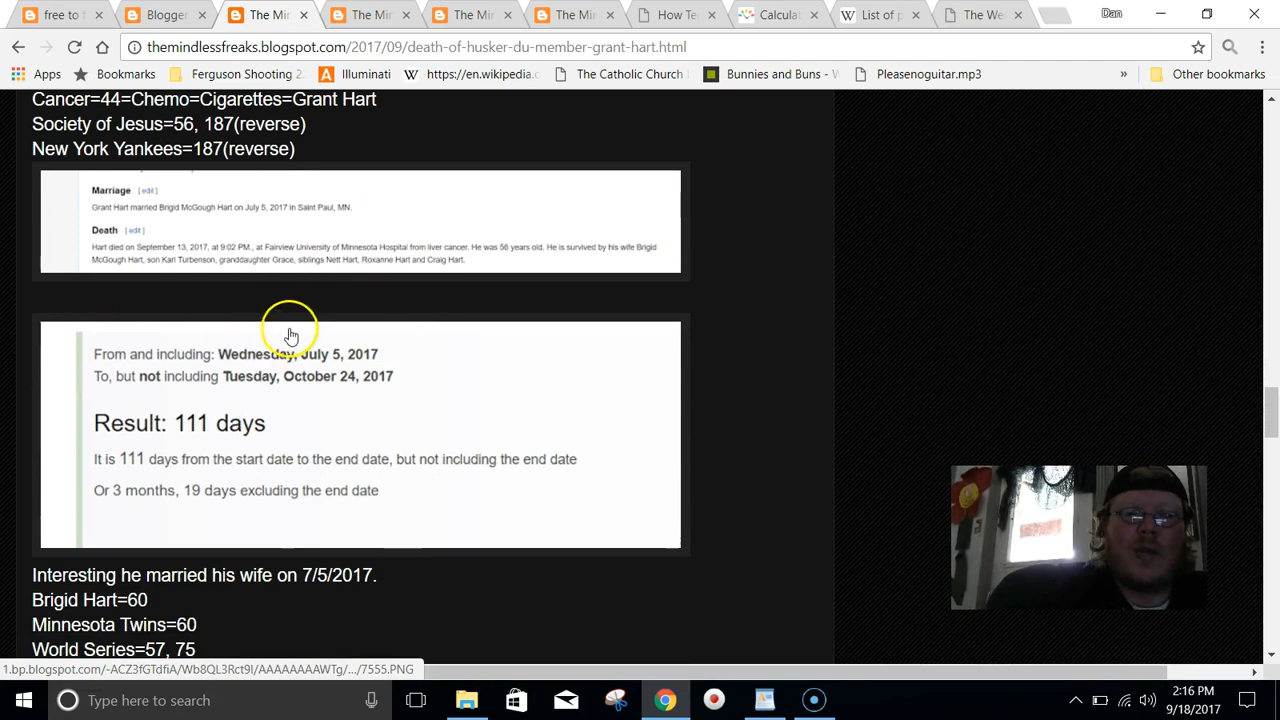 free to
Blogger
The Mir
The Mir
The Mir
The Mir
How Te
Calcula
List of p
The We
Dan
themindlessfreaks.blogspot.com/2017/09/death-of-husker-du-member-grant-hart.html
Apps
Bookmarks
Ferguson Shooting 2
Illuminati
https://en.wikipedia.c
The Catholic Church
Bunnies and Buns -
Pleasenoguitar.mp3
»
Other bookmarks
Cancer=44=Chemo=Cigarettes=Grant Hart
Society of Jesus=56, 187(reverse)
New York Yankees=187(reverse)
Marriage [edit]
Grant Hart married Brigid McGough Hart on July 5, 2017 in Saint Paul, MN.
Death [edit]
Hart died on September 13, 2017, at 9:02 PM., at Fairview University of Minnesota Hospital from liver cancer. He was 56 years old. He is survived by his wife Brigid
McGough Hart, son Karl Turbenson, granddaughter Grace, siblings Nett Hart, Roxanne Hart and Craig Hart.
From and including: Wednesday, July 5, 2017
To, but not including Tuesday, October 24, 2017
Result: 111 days
It is 111 days from the start date to the end date, but not including the end date
Or 3 months, 19 days excluding the end date
Interesting he married his wife on 7/5/2017.
Brigid Hart=60
Minnesota Twins=60
World Series=57, 75
1.bp.blogspot.com/-ACZ3fGTdfiA/Wb8QL3Rct9I/AAAAAAAAWTg/.../7555.PNG
Type here to search
2:16 PM
9/18/2017